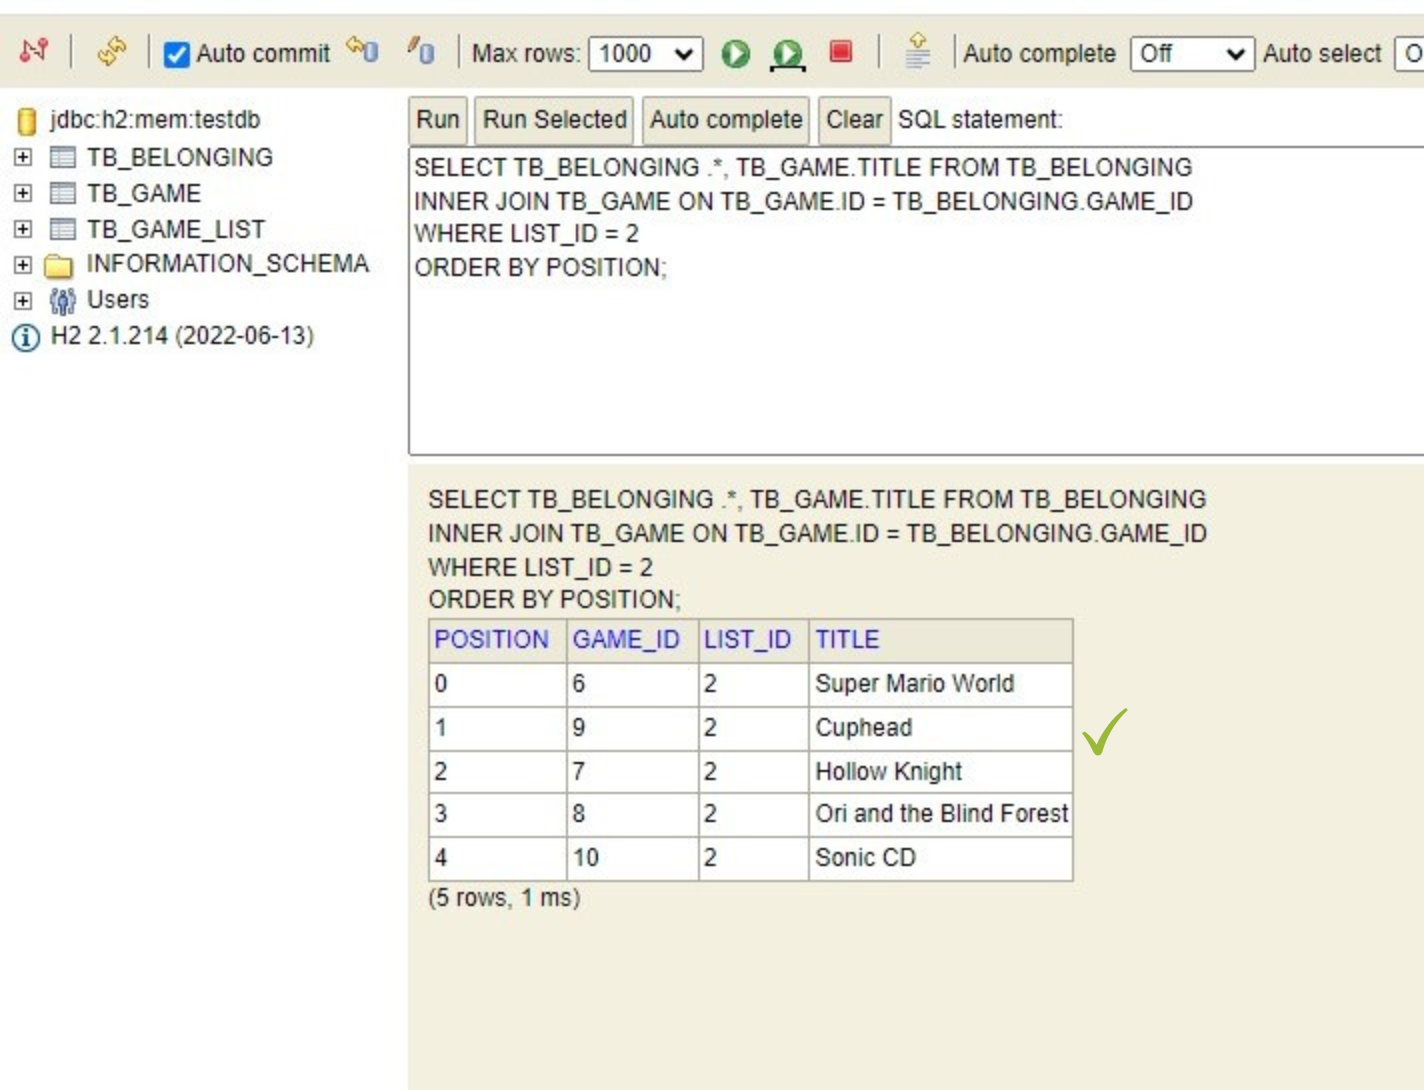 Auto commit Max rows: 1000 Auto complete Off Auto select O
jdbc:h2:mem:testdb
TB_BELONGING
TB_GAME
TB_GAME_LIST
INFORMATION_SCHEMA
Users
H2 2.1.214 (2022-06-13)
Run Run Selected Auto complete Clear SQL statement:
SELECT TB_BELONGING .*, TB_GAME.TITLE FROM TB_BELONGING
INNER JOIN TB_GAME ON TB_GAME.ID = TB_BELONGING.GAME_ID
WHERE LIST_ID = 2
ORDER BY POSITION;
SELECT TB_BELONGING .*, TB_GAME.TITLE FROM TB_BELONGING
INNER JOIN TB_GAME ON TB_GAME.ID = TB_BELONGING.GAME_ID
WHERE LIST_ID = 2
ORDER BY POSITION;
POSITION GAME_ID LIST_ID TITLE
0 6 2 Super Mario World
1 9 2 Cuphead
2 7 2 Hollow Knight
3 8 2 Ori and the Blind Forest
4 10 2 Sonic CD
(5 rows, 1 ms)